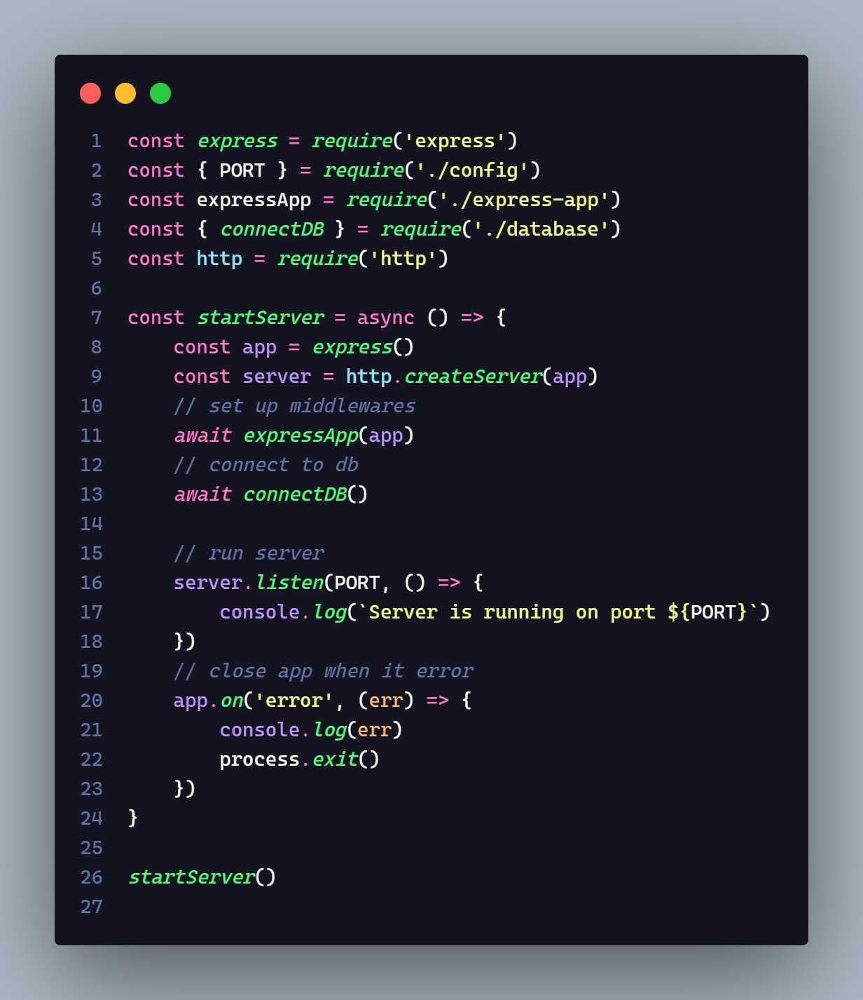 1 const express = require('express')
2 const { PORT } = require('./config')
3 const expressApp = require('./express-app')
4 const { connectDB } = require('./database')
5 const http = require('http')
6
7 const startServer = async () => {
8     const app = express()
9     const server = http.createServer(app)
10     // set up middlewares
11     await expressApp(app)
12     // connect to db
13     await connectDB()
14
15     // run server
16     server.listen(PORT, () => {
17         console.log(`Server is running on port ${PORT}`)
18     })
19     // close app when it error
20     app.on('error', (err) => {
21         console.log(err)
22         process.exit()
23     })
24 }
25
26 startServer()
27